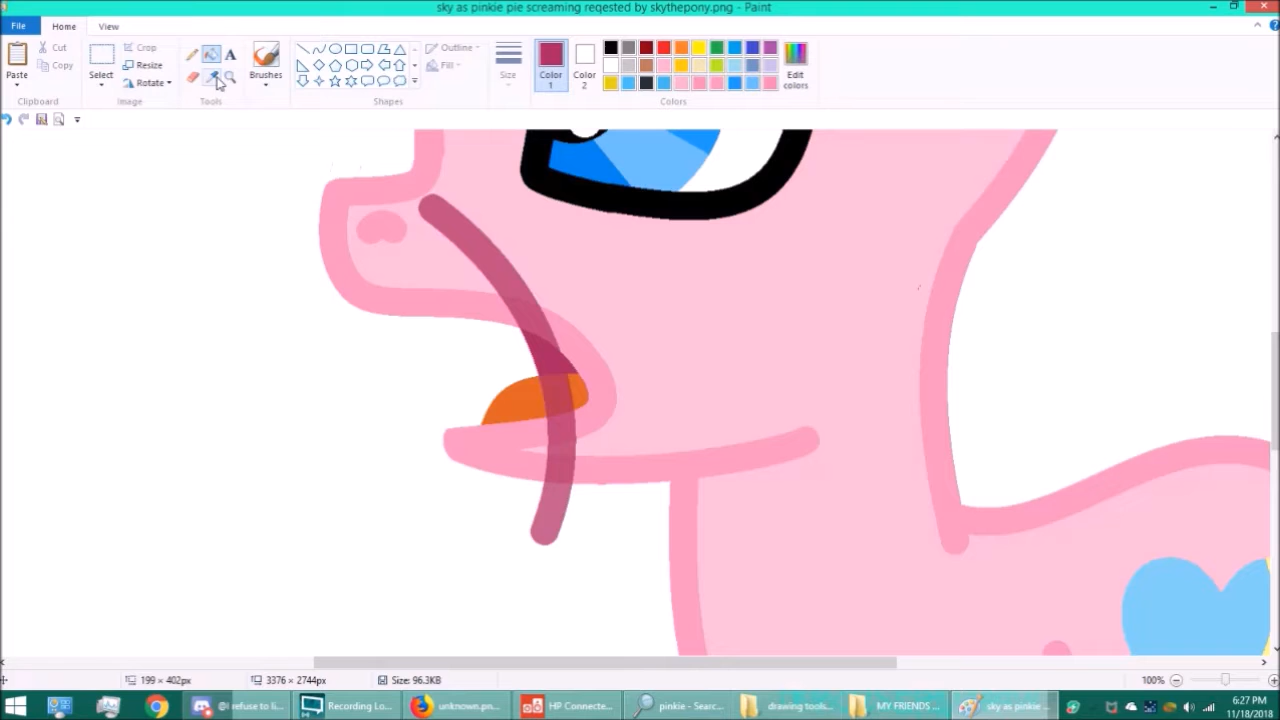 sky as pinkie pie screaming reqested by skythepony.png - Paint
File Home View
Paste Cut Copy
Clipboard
Select Crop Resize Rotate
Image
A
Tools
Brushes
Outline Fill
Shapes
Size
Color 1
Color 2
Edit colors
Colors
199 × 402px 3376 × 2744px Size: 96.3KB 100%
@I refuse to li... Recording Lo... unknown.pn... HP Connecte... pinkie - Searc... drawing tools... MY FRIENDS ... sky as pinkie ... 6:27 PM
11/18/2018